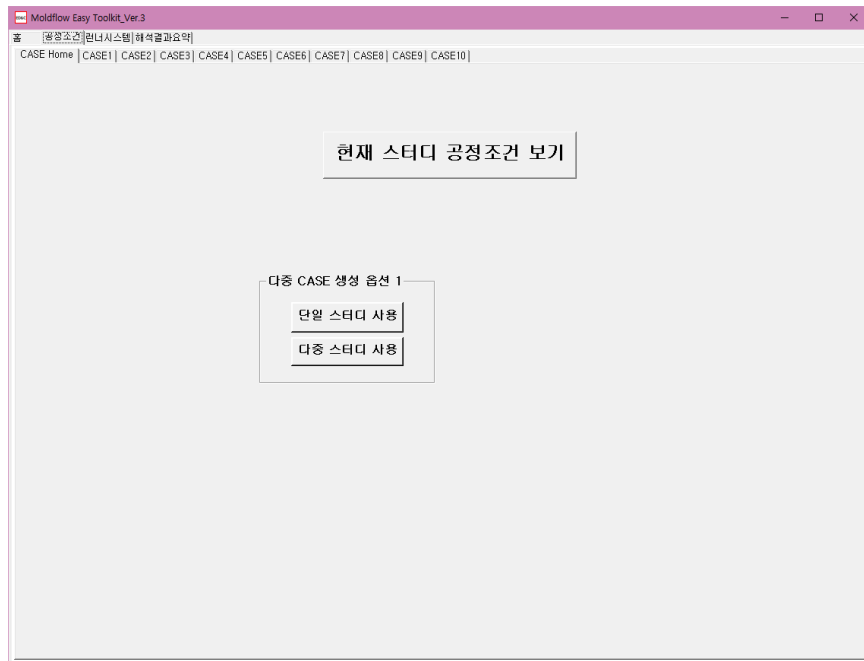 Moldflow Easy Toolkit_Ver.3
홈 공정조건 런너시스템 해석결과요약
CASE Home CASE1 CASE2 CASE3 CASE4 CASE5 CASE6 CASE7 CASE8 CASE9 CASE10
현재 스터디 공정조건 보기
다중 CASE 생성 옵션 1
단일 스터디 사용
다중 스터디 사용